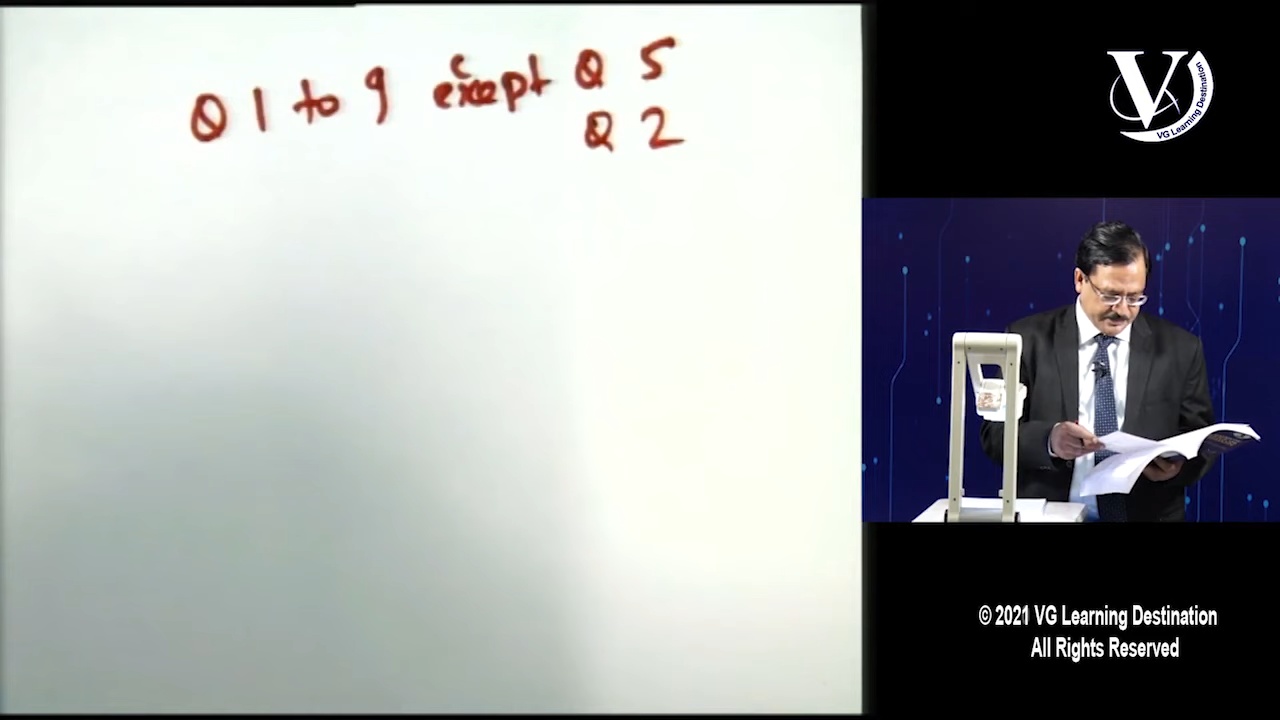 Q 1 to 9 except Q 5
Q 2
V
VG Learning Destination
© 2021 VG Learning Destination
All Rights Reserved